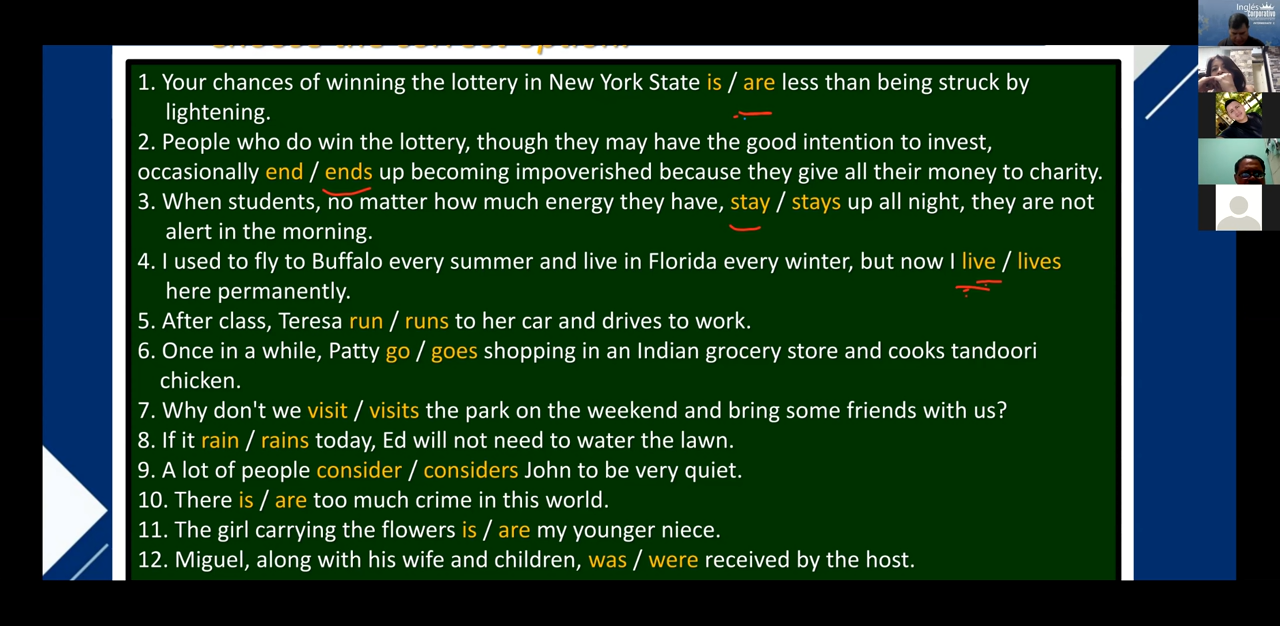 choose the correct option.
1. Your chances of winning the lottery in New York State is / are less than being struck by
lightening.
2. People who do win the lottery, though they may have the good intention to invest,
occasionally end / ends up becoming impoverished because they give all their money to charity.
3. When students, no matter how much energy they have, stay / stays up all night, they are not
alert in the morning.
4. I used to fly to Buffalo every summer and live in Florida every winter, but now I live / lives
here permanently.
5. After class, Teresa run / runs to her car and drives to work.
6. Once in a while, Patty go / goes shopping in an Indian grocery store and cooks tandoori
chicken.
7. Why don't we visit / visits the park on the weekend and bring some friends with us?
8. If it rain / rains today, Ed will not need to water the lawn.
9. A lot of people consider / considers John to be very quiet.
10. There is / are too much crime in this world.
11. The girl carrying the flowers is / are my younger niece.
12. Miguel, along with his wife and children, was / were received by the host.
Inglés
Corporative